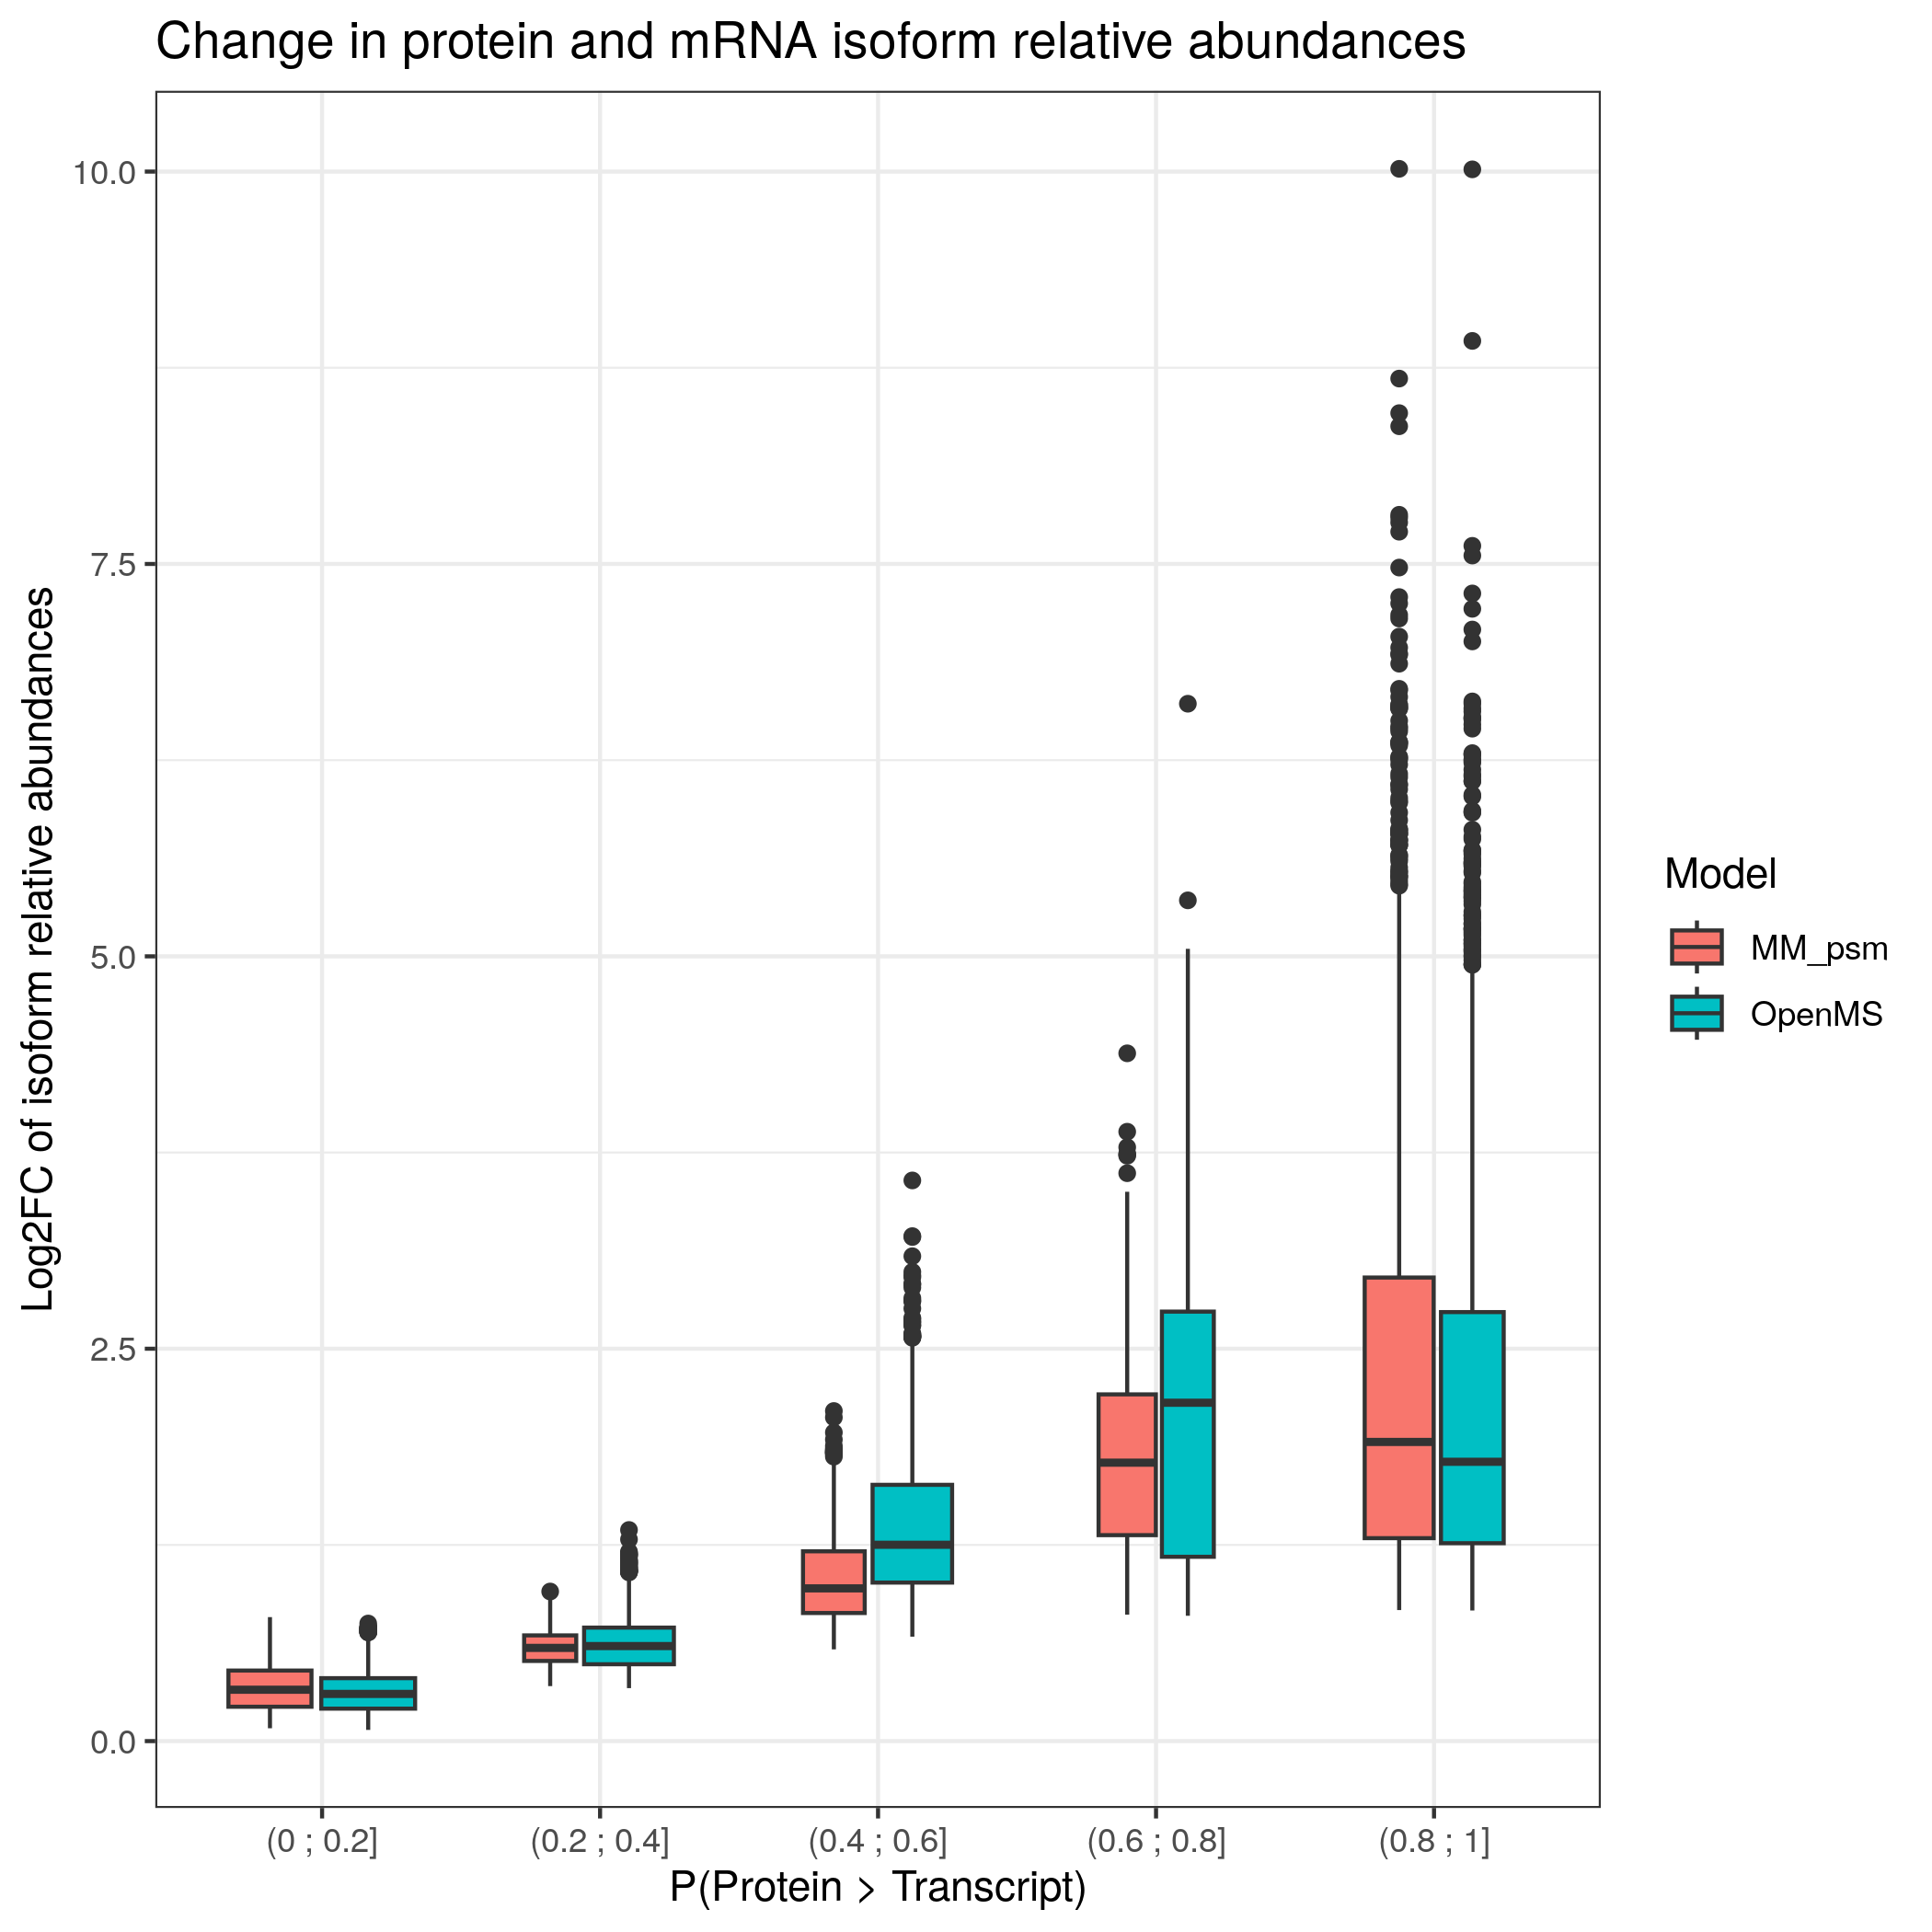 Change in protein and mRNA isoform relative abundances
Log2FC of isoform relative abundances
10.0
7.5
5.0
2.5
0.0
(0 ; 0.2]
(0.2 ; 0.4]
(0.4 ; 0.6]
(0.6 ; 0.8]
(0.8 ; 1]
P(Protein > Transcript)
Model
MM_psm
OpenMS